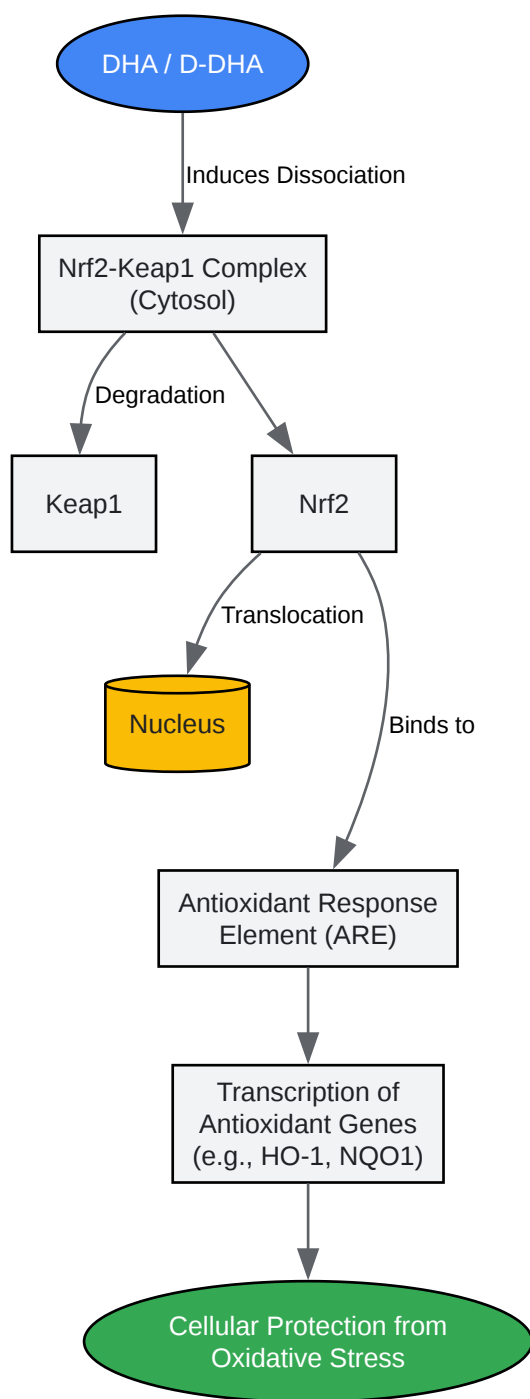 DHA / D-DHA
Induces Dissociation
Nrf2-Keap1 Complex
(Cytosol)
Degradation
Keap1
Nrf2
Translocation
Nucleus
Binds to
Antioxidant Response
Element (ARE)
Transcription of
Antioxidant Genes
(e.g., HO-1, NQO1)
Cellular Protection from
Oxidative Stress